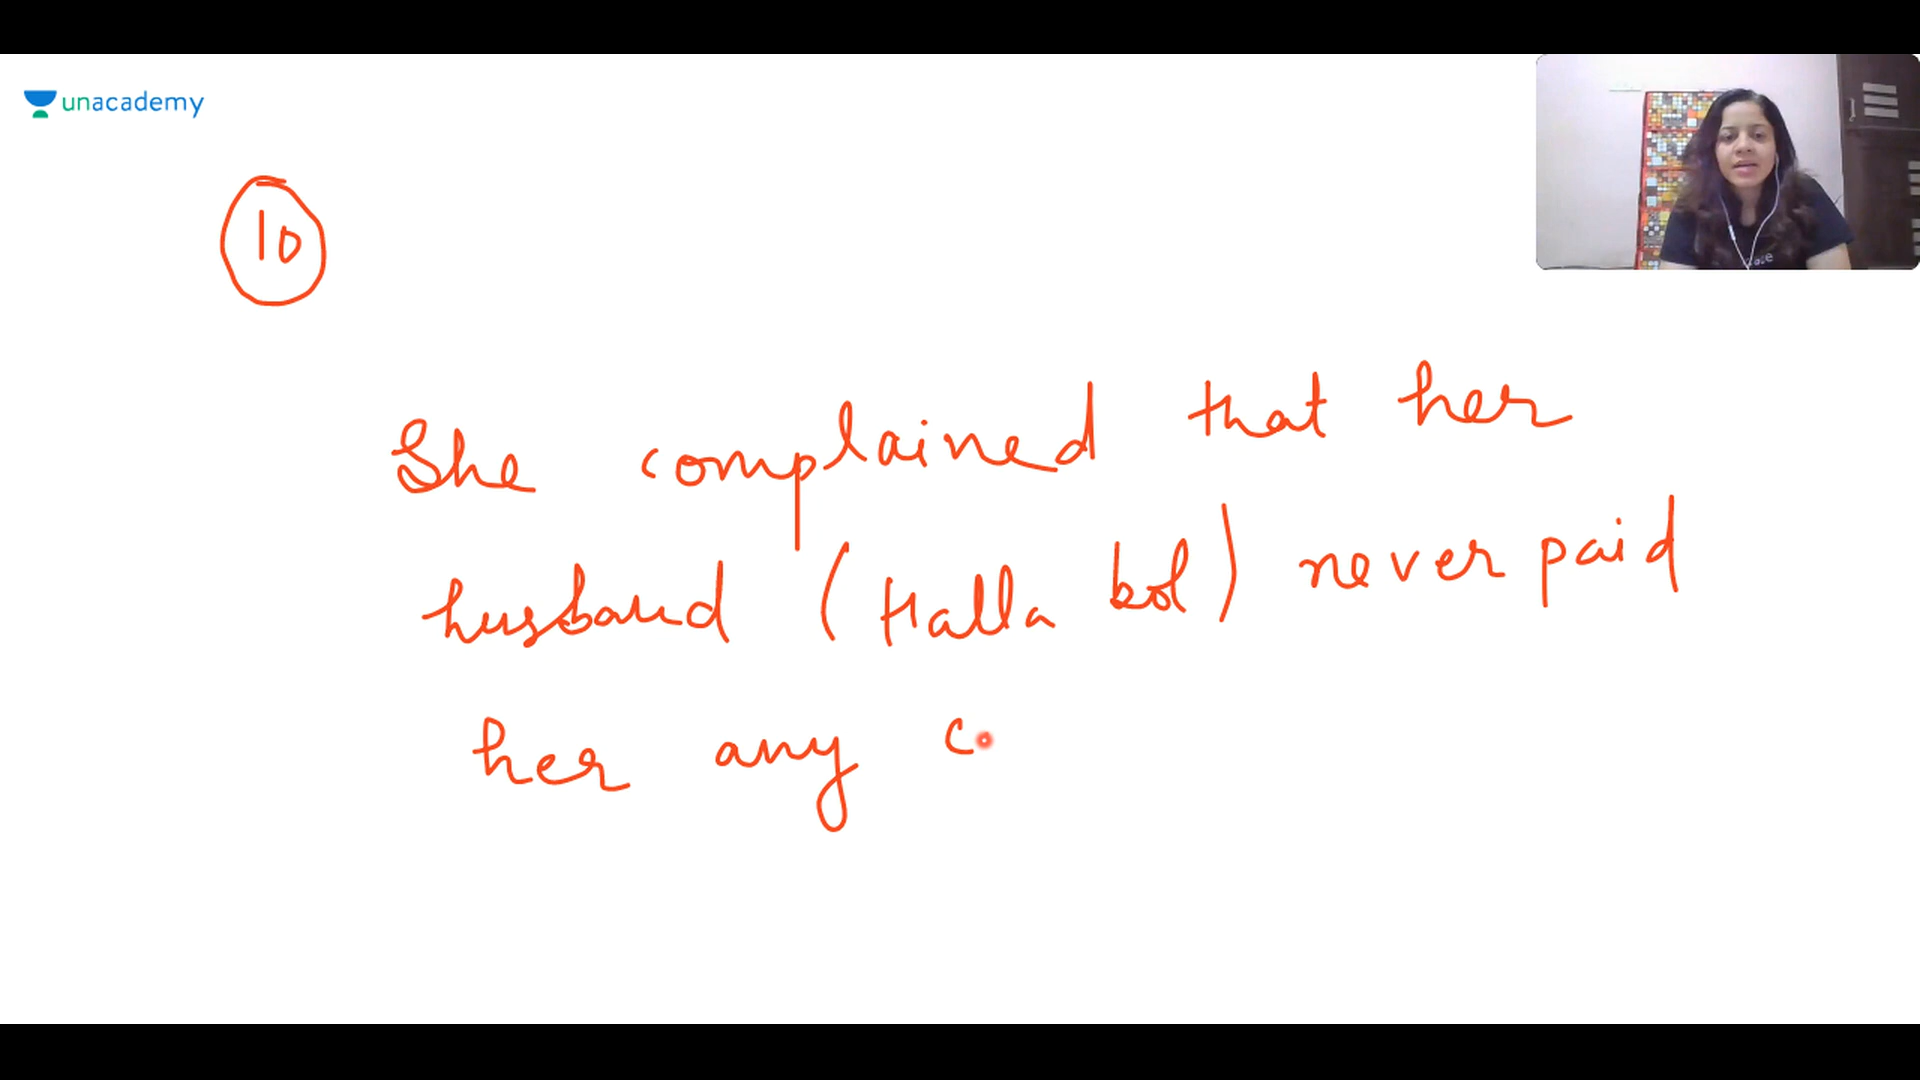 unacademy
10
She complained that her
husband (Halla bol) never paid
her any c